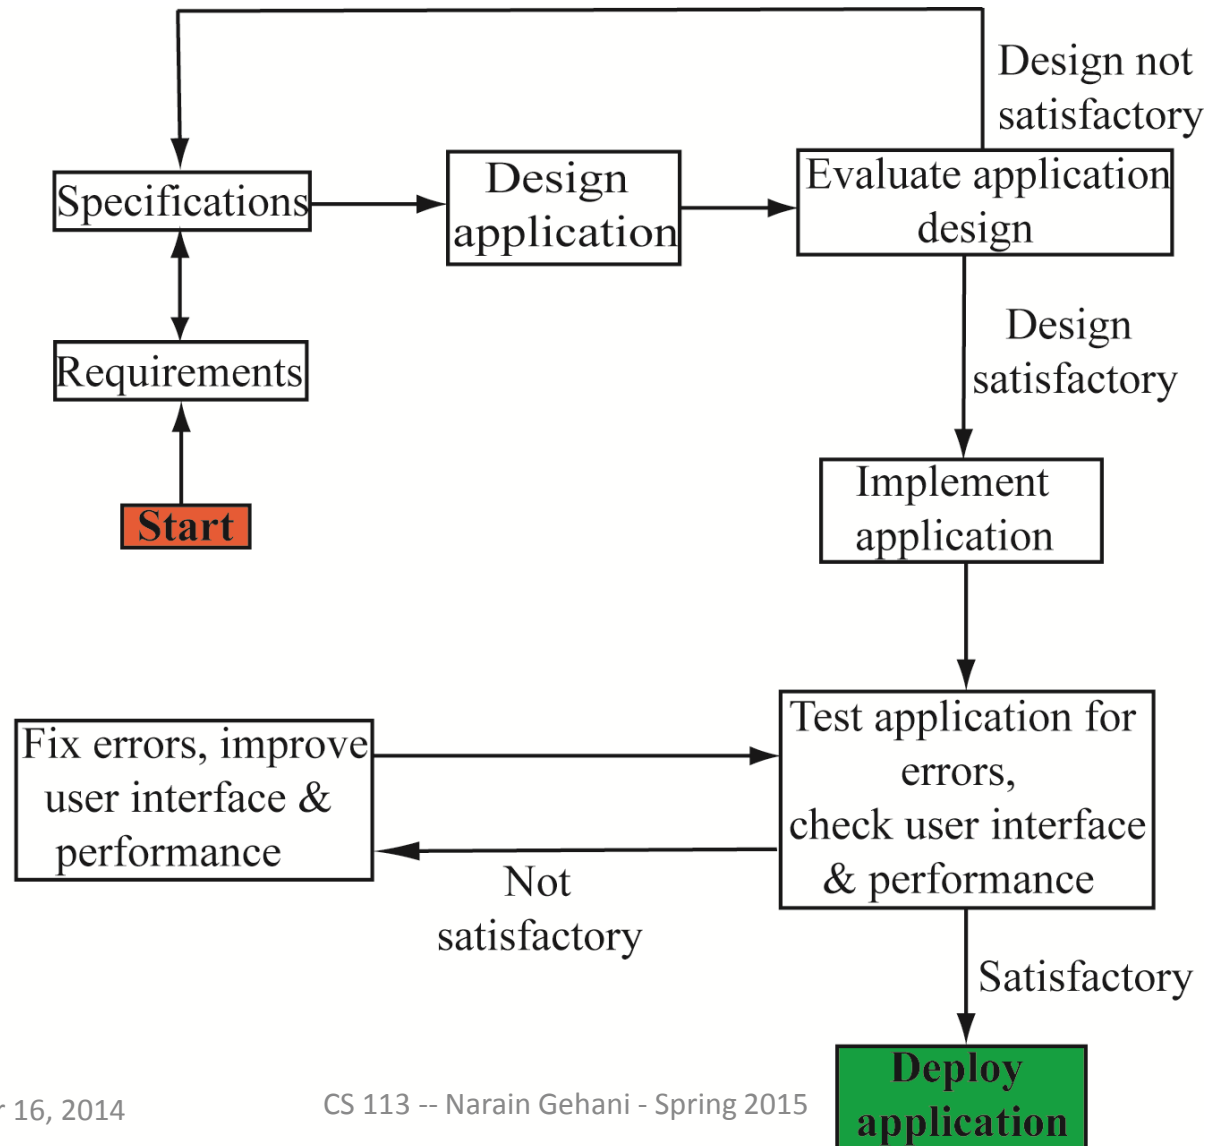 Design not
satisfactory
Specifications
Design
application
Evaluate application
design
Requirements
Design
satisfactory
Start
Implement
application
Fix errors, improve
user interface &
performance
Test application for
errors,
check user interface
& performance
Not
satisfactory
Satisfactory
Deploy
application
16, 2014
CS 113 -- Narain Gehani - Spring 2015